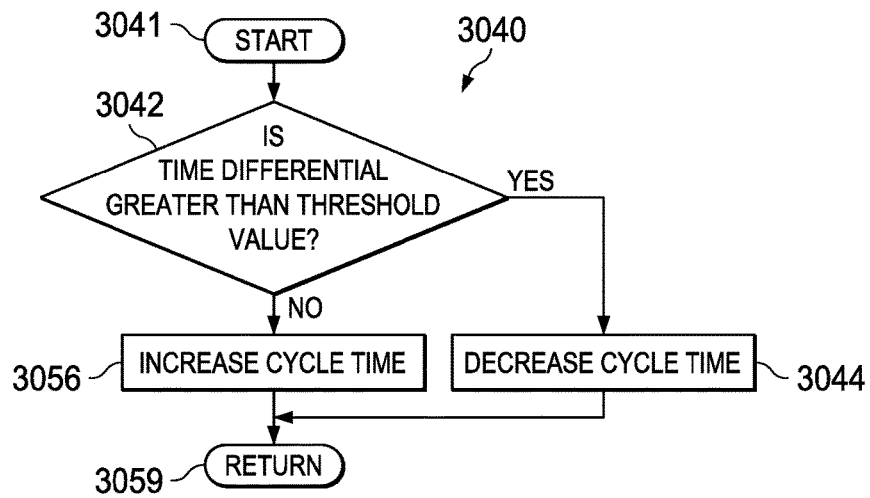 3041
START
3040
3042
IS
TIME DIFFERENTIAL
GREATER THAN THRESHOLD
VALUE?
YES
NO
3056
INCREASE CYCLE TIME
DECREASE CYCLE TIME
3044
3059
RETURN